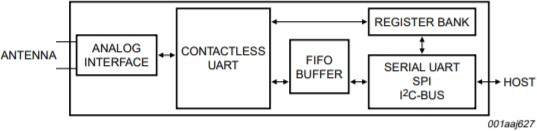 ANTENNA
ANALOG
INTERFACE
CONTACTLESS
UART
FIFO
BUFFER
REGISTER BANK
SERIAL UART
SPI
I²C-BUS
HOST
001aaj627